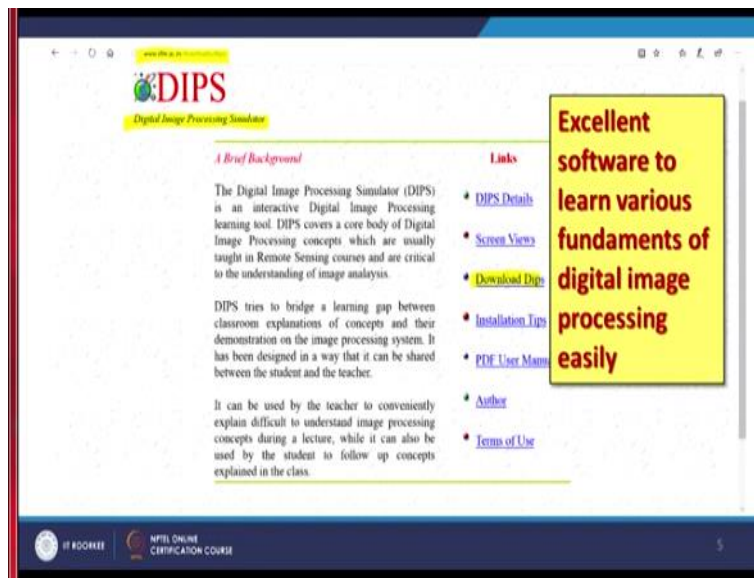 DIPS
Digital Image Processing Simulator
A Brief Background
The Digital Image Processing Simulator (DIPS)
is an interactive Digital Image Processing
learning tool. DIPS covers a core body of Digital
Image Processing concepts which are usually
taught in Remote Sensing courses and are critical
to the understanding of image analaysis.
DIPS tries to bridge a learning gap between
classroom explanations of concepts and their
demonstration on the image processing system. It
has been designed in a way that it can be shared
between the student and the teacher.
It can be used by the teacher to conveniently
explain difficult to understand image processing
concepts during a lecture, while it can also be
used by the student to follow up concepts
explained in the class.
Links
DIPS Details
Screen Views
Download Dips
Installation Tips
PDF User Manu
Author
Terms of Use
Excellent
software to
learn various
fundaments of
digital image
processing
easily
IT ROORKEE
NPTEL ONLINE
CERTIFICATION COURSE
5